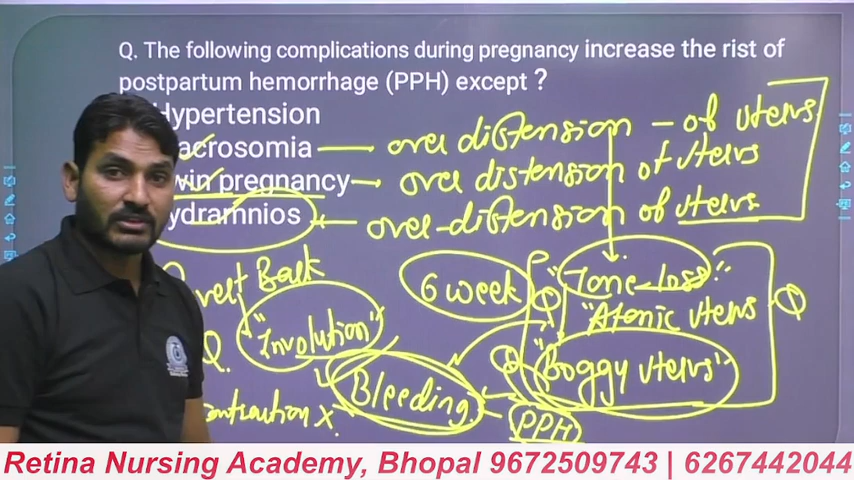 Q. The following complications during pregnancy increase the rist of
postpartum hemorrhage (PPH) except ?
Hypertension
acrosomia — over distension - of uterus
win pregnancy → over distension of uterus
ydramnios ← over-distension of uterus
Back
6 week
"Tone-loss"
"Involution"
"Atonic uterus
Q.
"Boggy uterus"
Bleeding
ontraction x.
PPH
Retina Nursing Academy, Bhopal 9672509743 | 6267442044